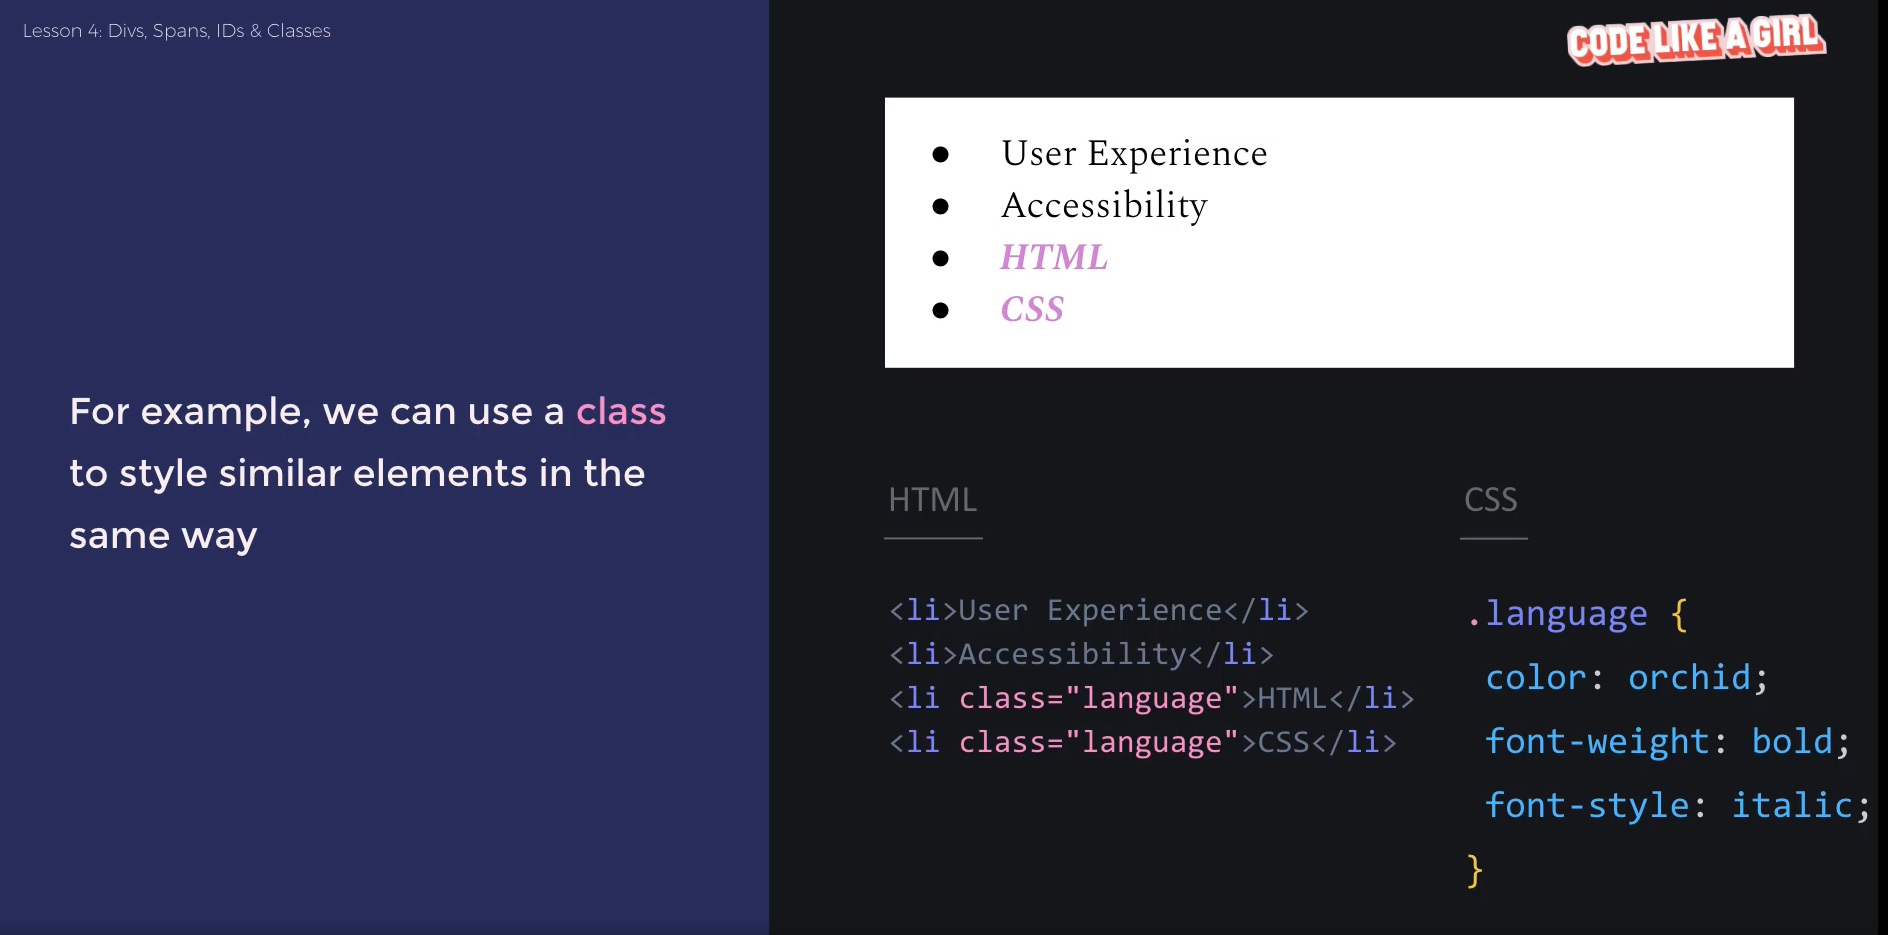 Lesson 4: Divs, Spans, IDs & Classes
CODE LIKE A GIRL
For example, we can use a class
to style similar elements in the
same way
● User Experience
● Accessibility
● HTML
● CSS
HTML
<li>User Experience</li>
<li>Accessibility</li>
<li class="language">HTML</li>
<li class="language">CSS</li>
CSS
.language {
color: orchid;
font-weight: bold;
font-style: italic;
}